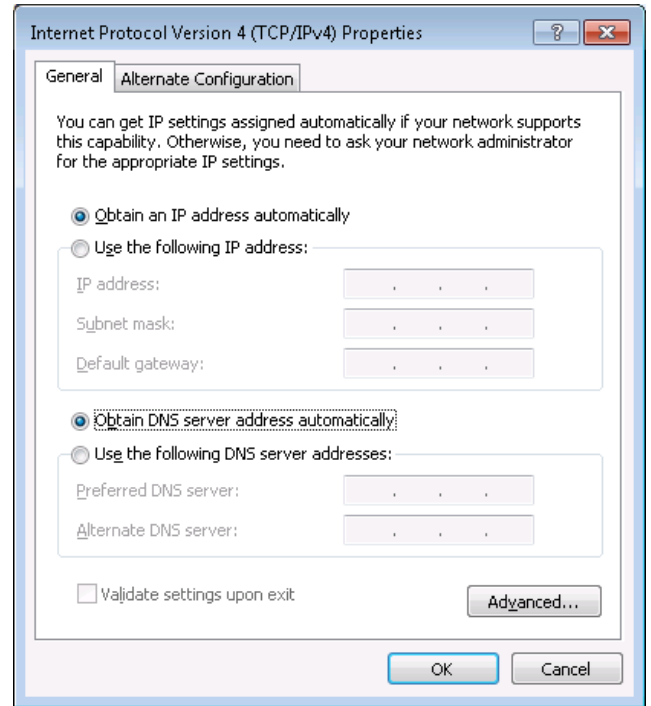 Internet Protocol Version 4 (TCP/IPv4) Properties
General
Alternate Configuration
You can get IP settings assigned automatically if your network supports
this capability. Otherwise, you need to ask your network administrator
for the appropriate IP settings.
Obtain an IP address automatically
Use the following IP address:
IP address:
Subnet mask:
Default gateway:
Obtain DNS server address automatically
Use the following DNS server addresses:
Preferred DNS server:
Alternate DNS server:
Validate settings upon exit
Advanced...
OK
Cancel